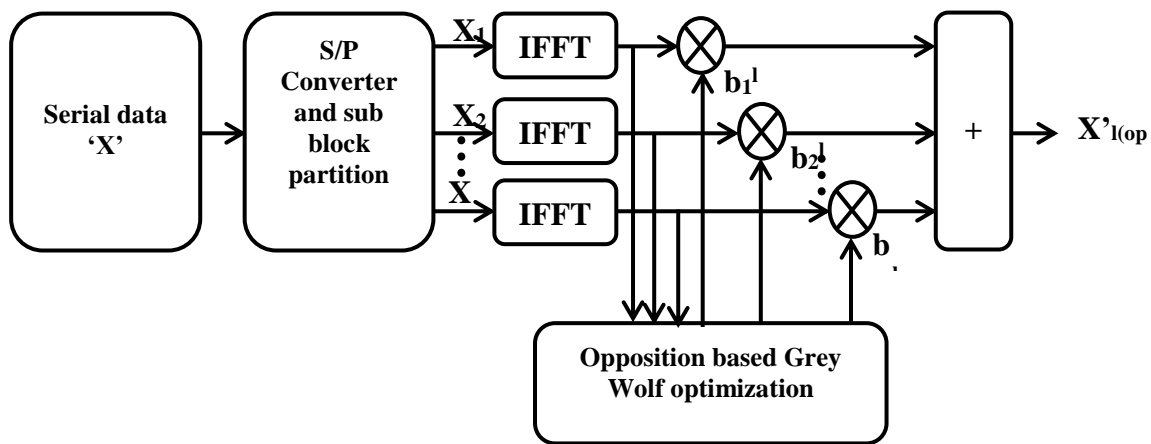 Serial data
‘X’
S/P
Converter
and sub
block
partition
X1
X2
X
IFFT
IFFT
IFFT
b1l
b2l
b
+
X’l(op
Opposition based Grey
Wolf optimization